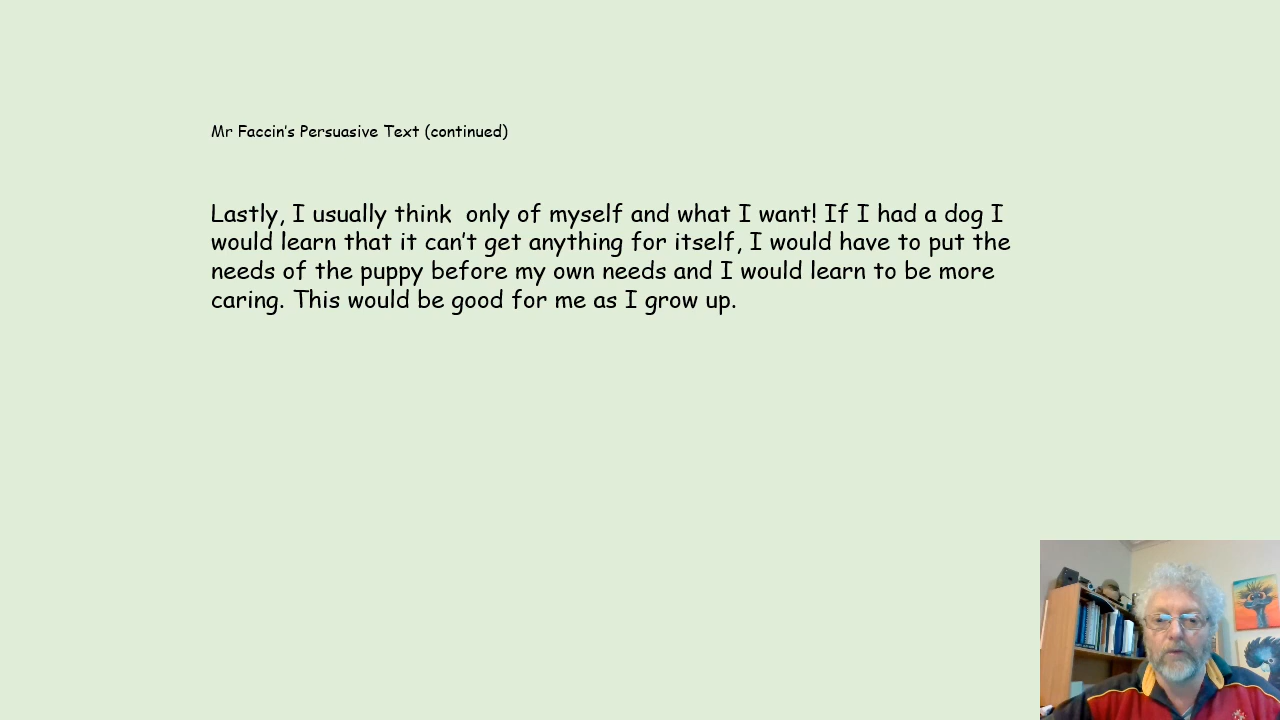 Mr Faccin's Persuasive Text (continued)
Lastly, I usually think  only of myself and what I want! If I had a dog I
would learn that it can't get anything for itself, I would have to put the
needs of the puppy before my own needs and I would learn to be more
caring. This would be good for me as I grow up.